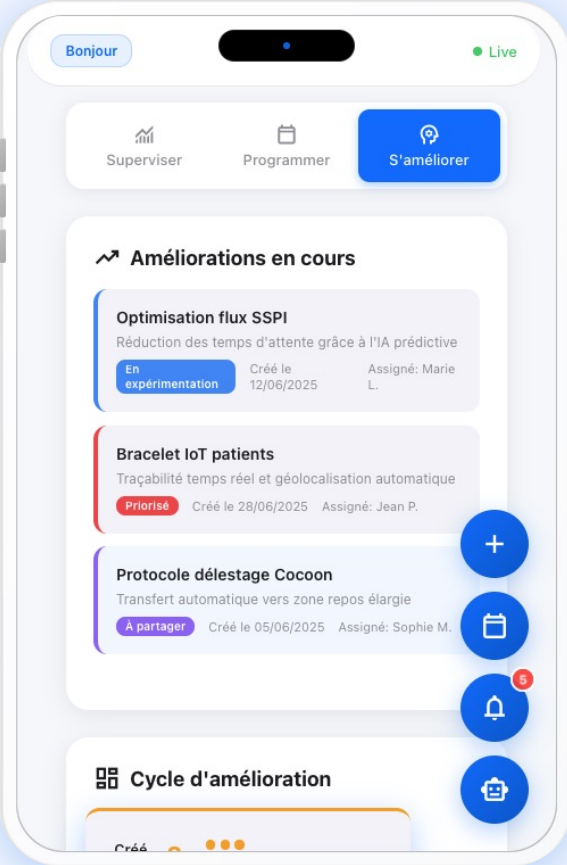 Bonjour
Live
Superviser
Programmer
S'améliorer
Améliorations en cours
Optimisation flux SSPI
Réduction des temps d'attente grâce à l'IA prédictive
En
expérimentation
Créé le
12/06/2025
Assigné: Marie
L.
Bracelet IoT patients
Traçabilité temps réel et géolocalisation automatique
Priorisé
Créé le 28/06/2025
Assigné: Jean P.
Protocole délestage Cocoon
Transfert automatique vers zone repos élargie
À partager
Créé le 05/06/2025
Assigné: Sophie M.
5
Cycle d'amélioration
Créé